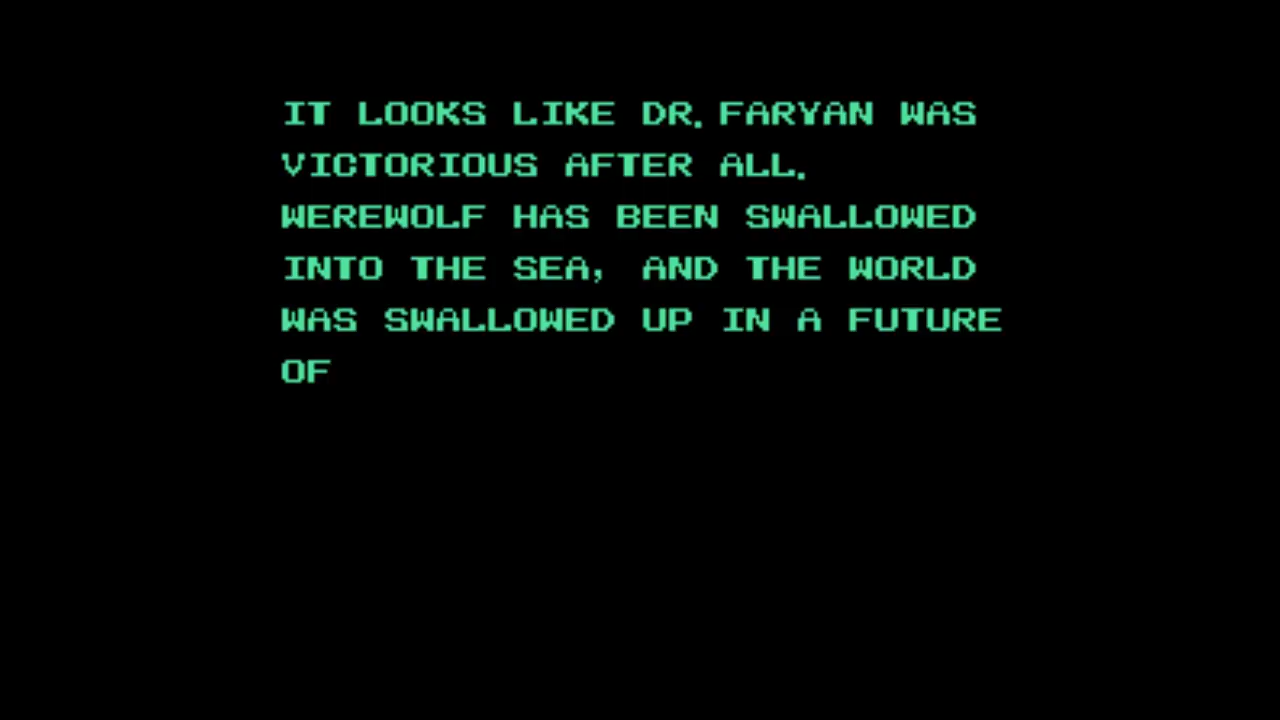 IT LOOKS LIKE DR. FARYAN WAS
VICTORIOUS AFTER ALL.
WEREWOLF HAS BEEN SWALLOWED
INTO THE SEA, AND THE WORLD
WAS SWALLOWED UP IN A FUTURE
OF